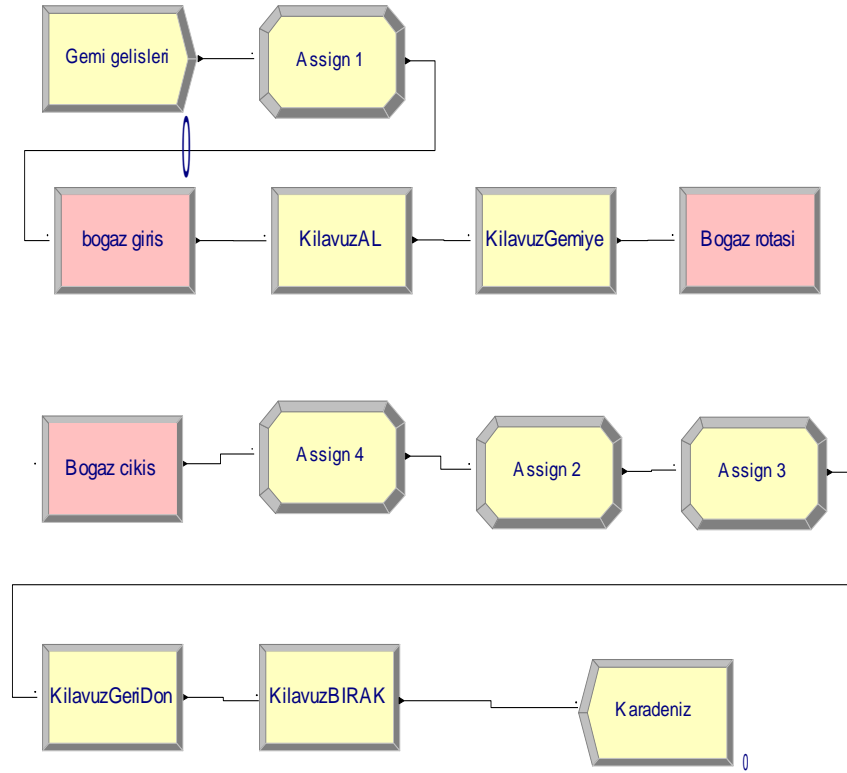 Gemi gelisleri
Assign 1
0
bogaz giris
KilavuzAL
KilavuzGemiye
Bogaz rotasi
Bogaz cikis
Assign 4
Assign 2
Assign 3
KilavuzGeriDon
KilavuzBIRAK
Karadeniz
0